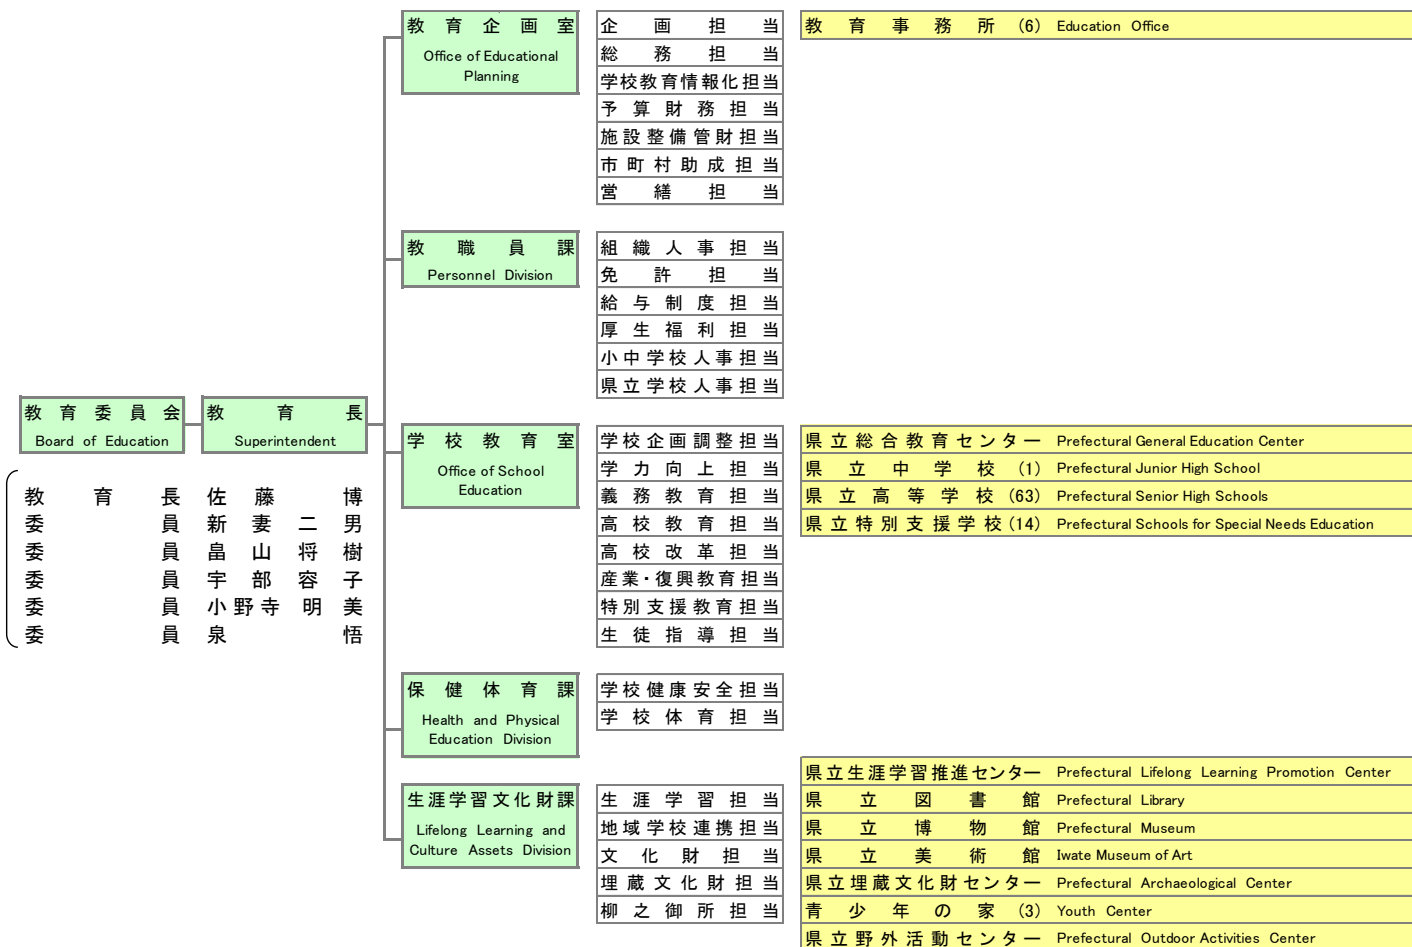 教育企画室
Office of Educational
Planning
企画担当
総務担当
学校教育情報化担当
予算財務担当
施設整備管財担当
市町村助成担当
営繕担当
教育事務所(6) Education Office
教職員課
Personnel Division
組織人事担当
免許担当
給与制度担当
厚生福利担当
小中学校人事担当
県立学校人事担当
教育委員会
Board of Education
教育長
Superintendent
教育長 佐藤博
委員 新妻二男
委員 畠山将樹
委員 宇部容子
委員 小野寺明美
委員 泉悟
学校教育室
Office of School
Education
学校企画調整担当
学力向上担当
義務教育担当
高校教育担当
高校改革担当
産業・復興教育担当
特別支援教育担当
生徒指導担当
県立総合教育センター Prefectural General Education Center
県立中学校(1) Prefectural Junior High School
県立高等学校(63) Prefectural Senior High Schools
県立特別支援学校(14) Prefectural Schools for Special Needs Education
保健体育課
Health and Physical
Education Division
学校健康安全担当
学校体育担当
生涯学習文化財課
Lifelong Learning and
Culture Assets Division
生涯学習担当
地域学校連携担当
文化財担当
埋蔵文化財担当
柳之御所担当
県立生涯学習推進センター Prefectural Lifelong Learning Promotion Center
県立図書館 Prefectural Library
県立博物館 Prefectural Museum
県立美術館 Iwate Museum of Art
県立埋蔵文化財センター Prefectural Archaeological Center
青少年の家(3) Youth Center
県立野外活動センター Prefectural Outdoor Activities Center